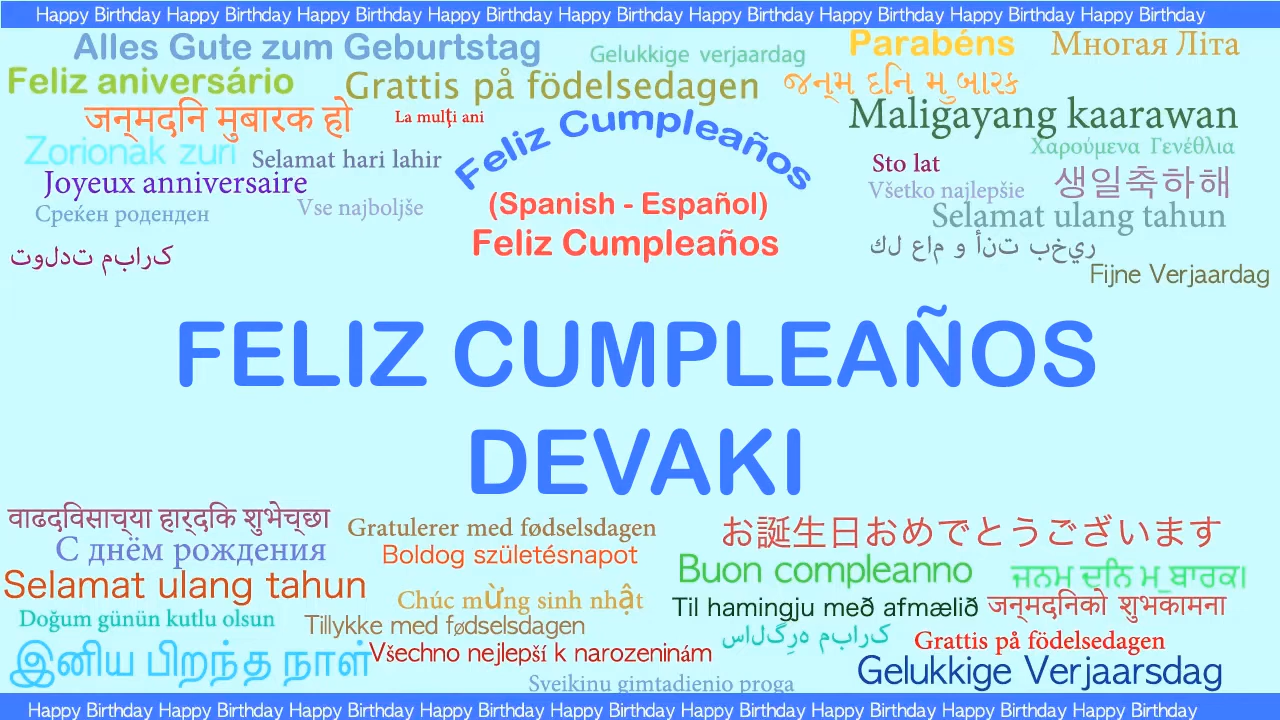 Happy Birthday Happy Birthday Happy Birthday Happy Birthday Happy Birthday Happy Birthday Happy Birthday Happy Birthday Happy Birthday
Alles Gute zum Geburtstag
Gelukkige verjaardag
Parabéns
Многая Літа
Feliz aniversário
Grattis på födelsedagen
જન્મ દિન મુબારક
जन्मदिन मुबारक हो
La mulţi ani
Feliz Cumpleaños
Maligayang kaarawan
Zorionak zuri
Selamat hari lahir
Sto lat
Χαρούμενα Γενέθλια
Joyeux anniversaire
(Spanish - Español)
Všetko najlepšie
생일축하해
Среќен роденден
Vse najboljše
Selamat ulang tahun
Feliz Cumpleaños
تولدت مبارک
كل عام و أنت بخير
Fijne Verjaardag
FELIZ CUMPLEAÑOS
DEVAKI
वाढदिवसाच्या हार्दिक शुभेच्छा
Gratulerer med fødselsdagen
お誕生日おめでとうございます
С днём рождения
Boldog születésnapot
Selamat ulang tahun
Buon compleanno
ਜਨਮ ਦਿਨ ਮੁਬਾਰਕ।
Chúc mừng sinh nhật
Til hamingju með afmælið
जन्मदिनको शुभकामना
Doğum günün kutlu olsun
Tillykke med fødselsdagen
سالگرہ مبارک
Grattis på födelsedagen
இனிய பிறந்த நாள்
Všechno nejlepší k narozeninám
Gelukkige Verjaarsdag
Sveikinu gimtadienio proga
Happy Birthday Happy Birthday Happy Birthday Happy Birthday Happy Birthday Happy Birthday Happy Birthday Happy Birthday Happy Birthday